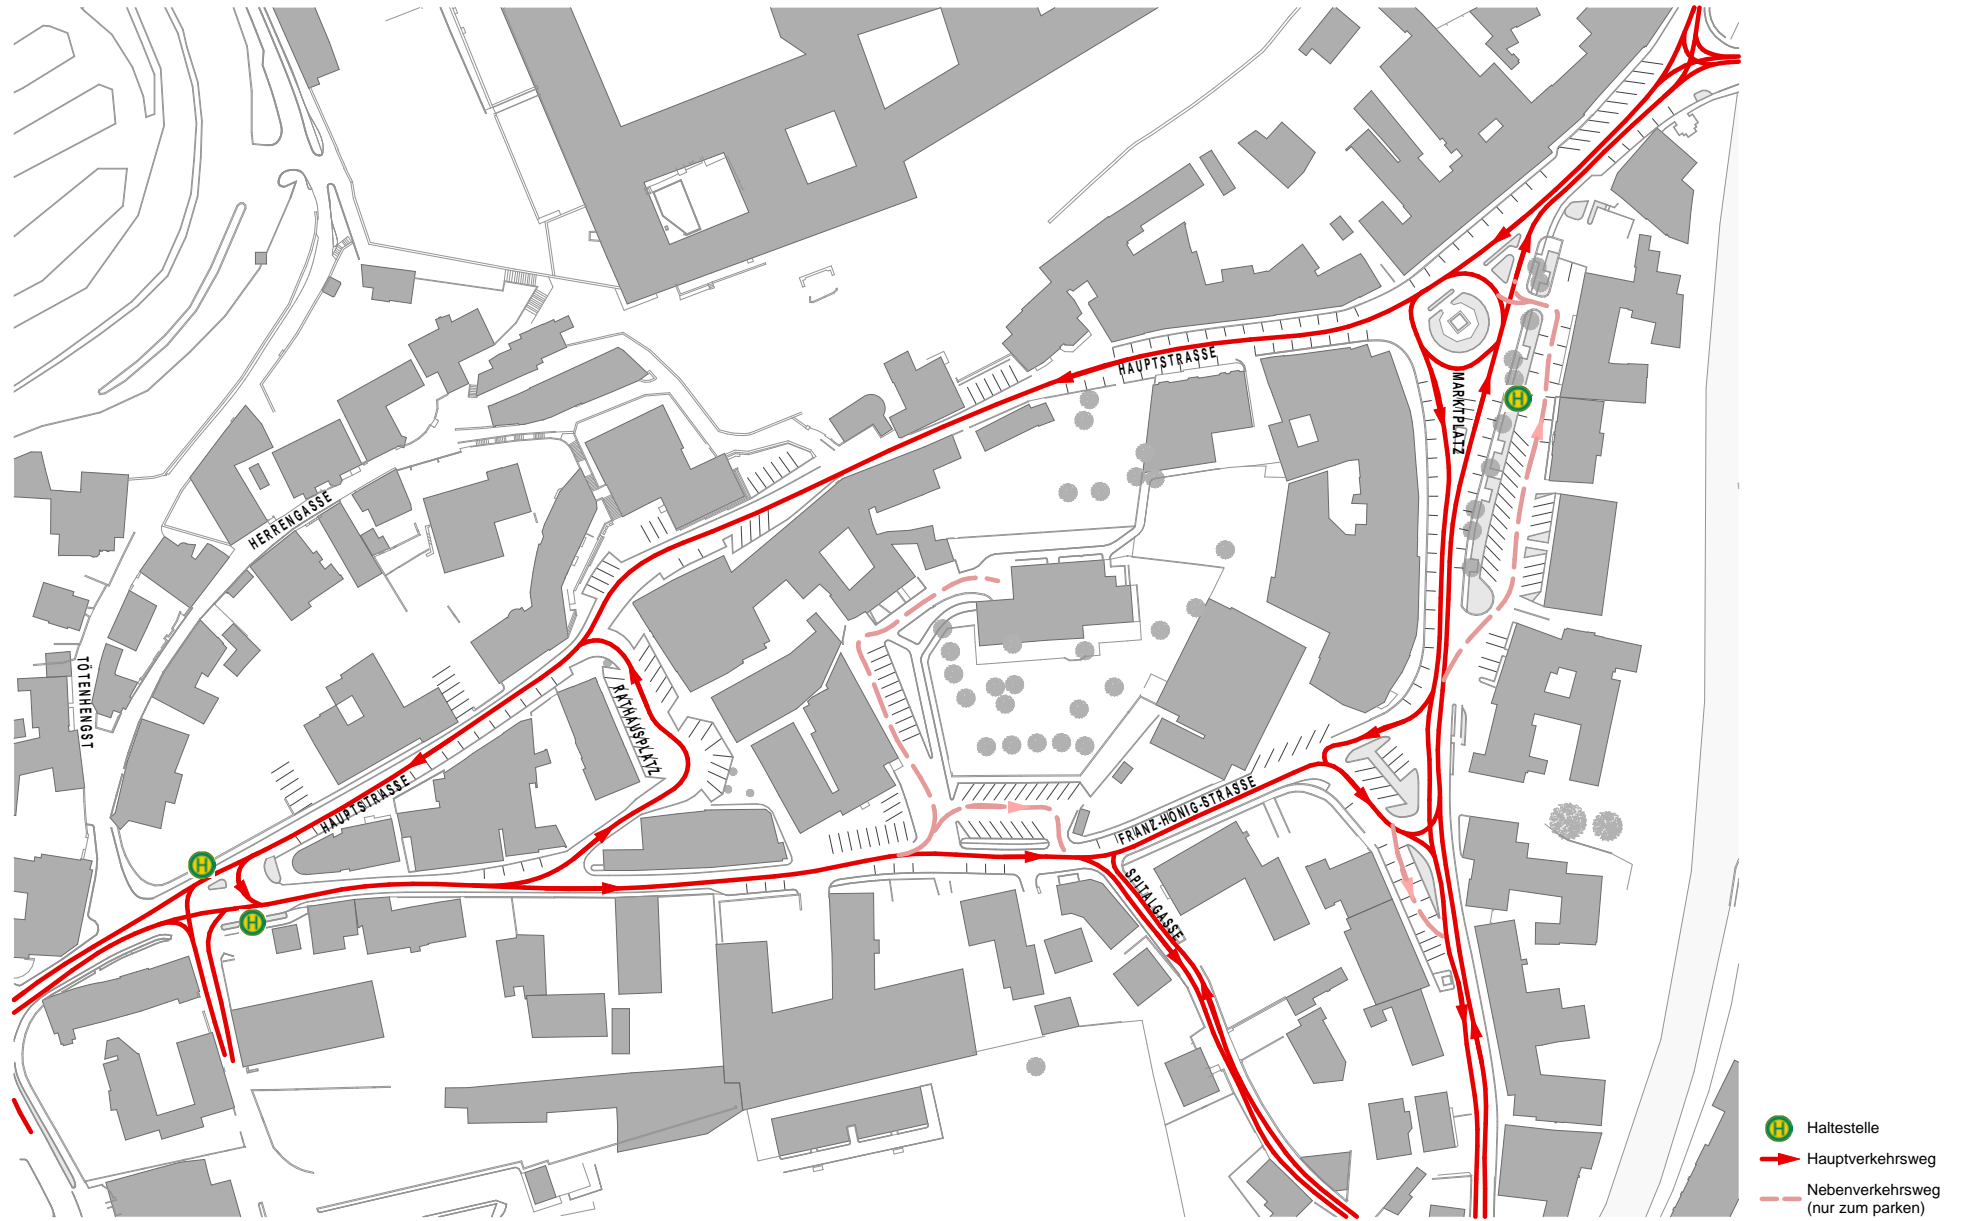 HAUPTSTRASSE
MARKTPLATZ
H
HERRENGASSE
TÖTENHENGST
RATHAUSPLATZ
HAUPTSTRASSE
FRANZ-HÖNIG-STRASSE
H
SPITALGASSE
H
H Haltestelle
Hauptverkehrsweg
Nebenverkehrsweg
(nur zum parken)